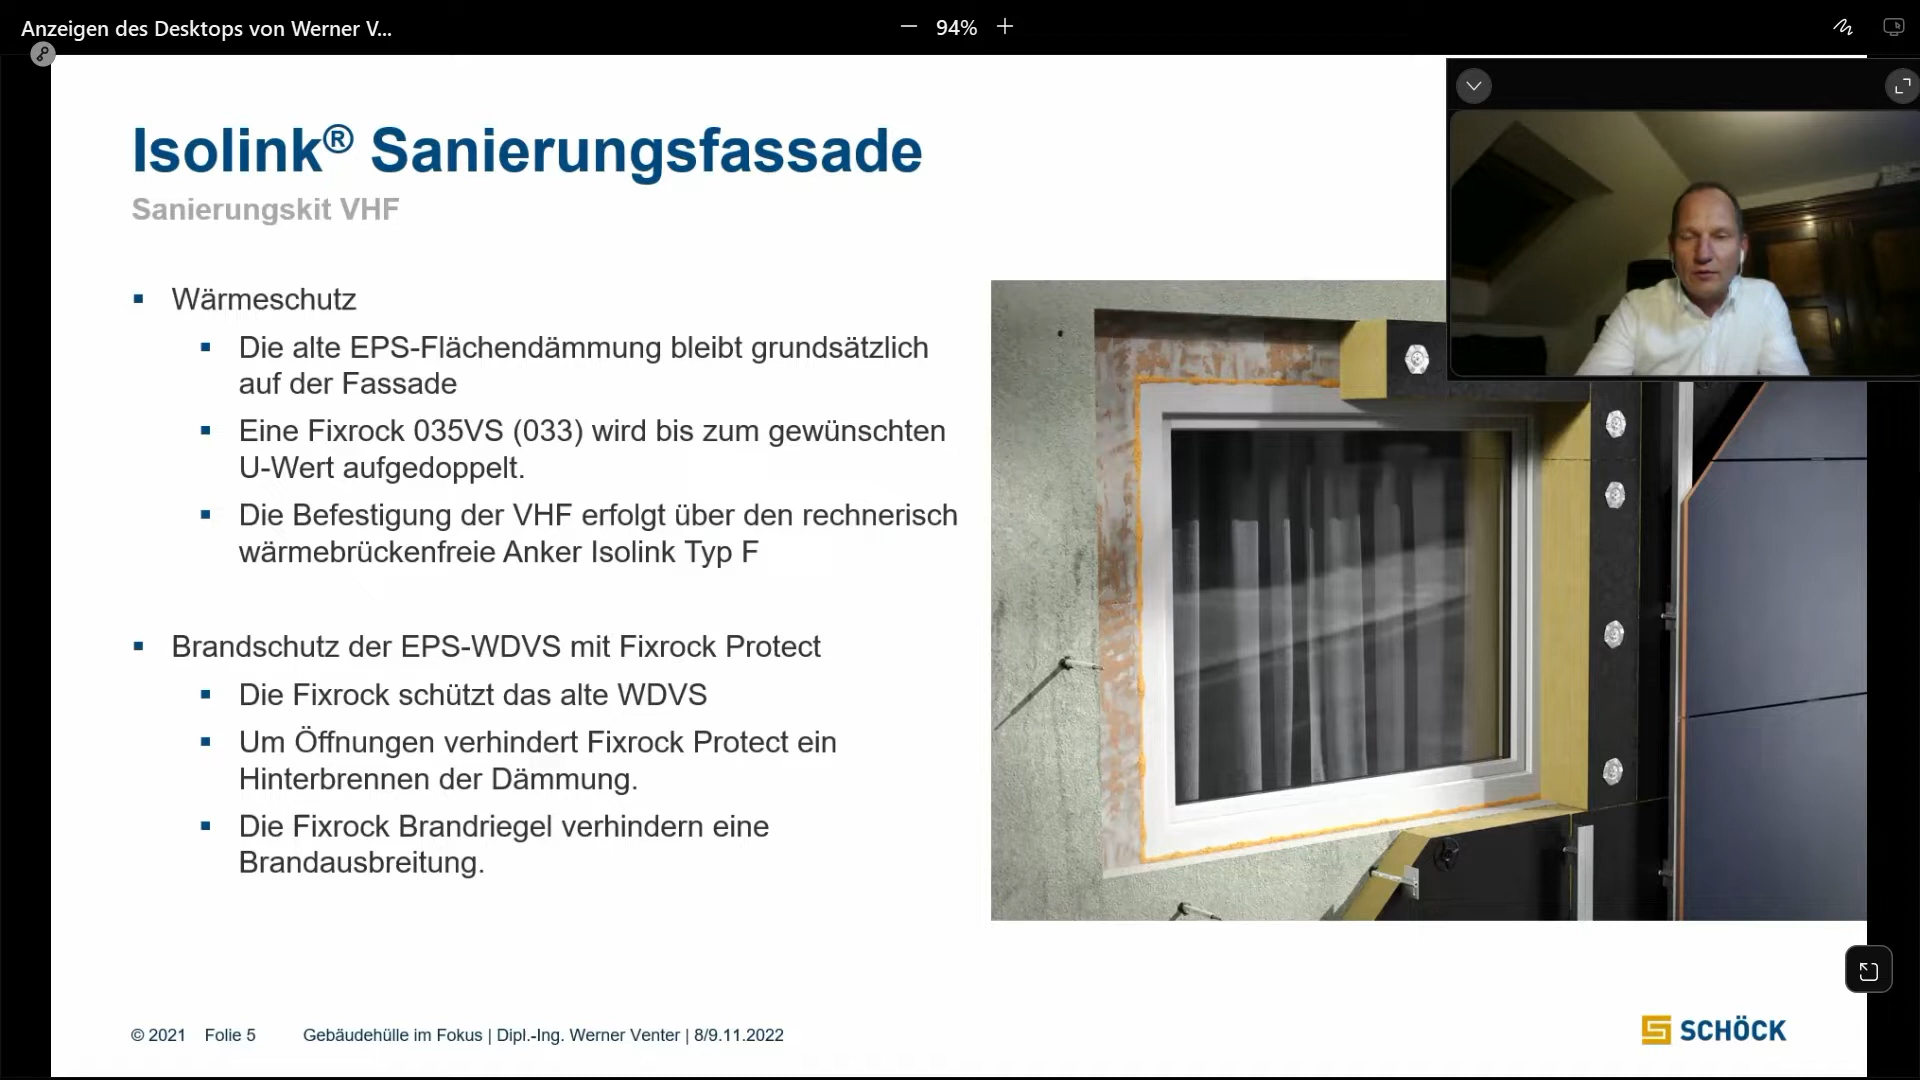 Anzeigen des Desktops von Werner V...
94%
Isolink® Sanierungsfassade
Sanierungskit VHF
Wärmeschutz
Die alte EPS-Flächendämmung bleibt grundsätzlich
auf der Fassade
Eine Fixrock 035VS (033) wird bis zum gewünschten
U-Wert aufgedoppelt.
Die Befestigung der VHF erfolgt über den rechnerisch
wärmebrückenfreie Anker Isolink Typ F
Brandschutz der EPS-WDVS mit Fixrock Protect
Die Fixrock schützt das alte WDVS
Um Öffnungen verhindert Fixrock Protect ein
Hinterbrennen der Dämmung.
Die Fixrock Brandriegel verhindern eine
Brandausbreitung.
© 2021 Folie 5 Gebäudehülle im Fokus | Dipl.-Ing. Werner Venter | 8/9.11.2022
SCHÖCK